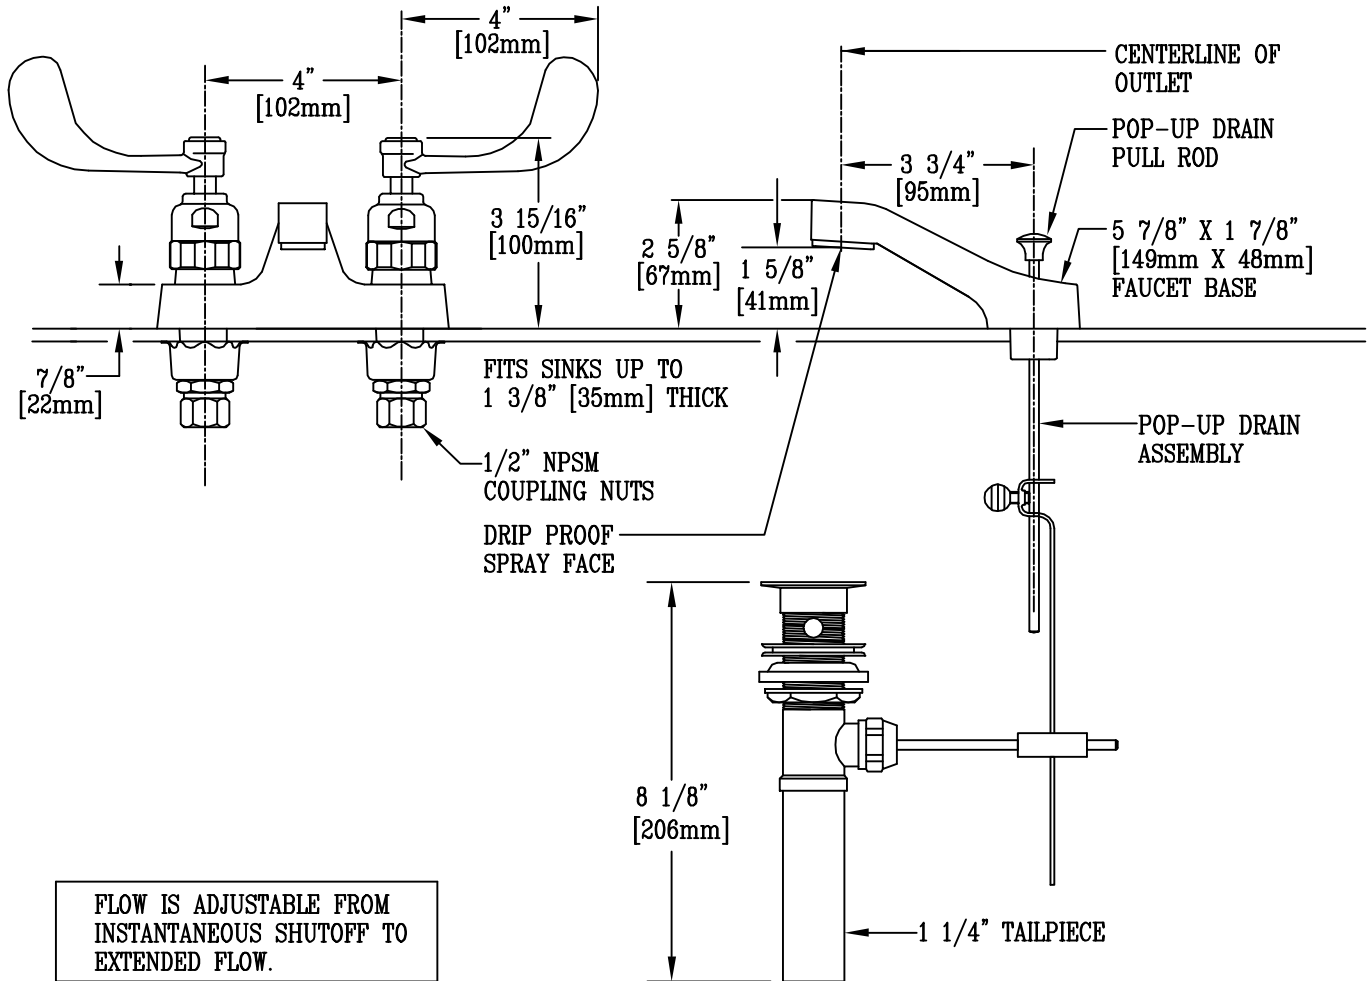 4"
[102mm]
4"
[102mm]
CENTERLINE OF
OUTLET
POP-UP DRAIN
PULL ROD
3 3/4"
[95mm]
3 15/16"
[100mm]
2 5/8"
[67mm]
1 5/8"
[41mm]
5 7/8" X 1 7/8"
[149mm X 48mm]
FAUCET BASE
7/8"
[22mm]
FITS SINKS UP TO
1 3/8" [35mm] THICK
POP-UP DRAIN
ASSEMBLY
1/2" NPSM
COUPLING NUTS
DRIP PROOF
SPRAY FACE
8 1/8"
[206mm]
FLOW IS ADJUSTABLE FROM
INSTANTANEOUS SHUTOFF TO
EXTENDED FLOW.
1 1/4" TAILPIECE